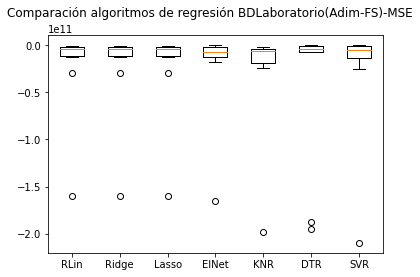 Comparación algoritmos de regresión BDLaboratorio(Adim-FS)-MSE
1e11
0.0
−0.5
−1.0
−1.5
−2.0
RLin Ridge Lasso ElNet KNR DTR SVR